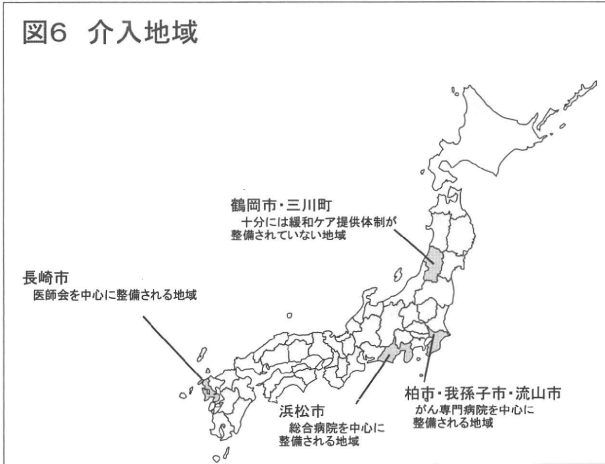 図6 介入地域
鶴岡市・三川町
十分には緩和ケア提供体制が
整備されていない地域
長崎市
医師会を中心に整備される地域
浜松市
総合病院を中心に
整備される地域
柏市・我孫子市・流山市
がん専門病院を中心に
整備される地域